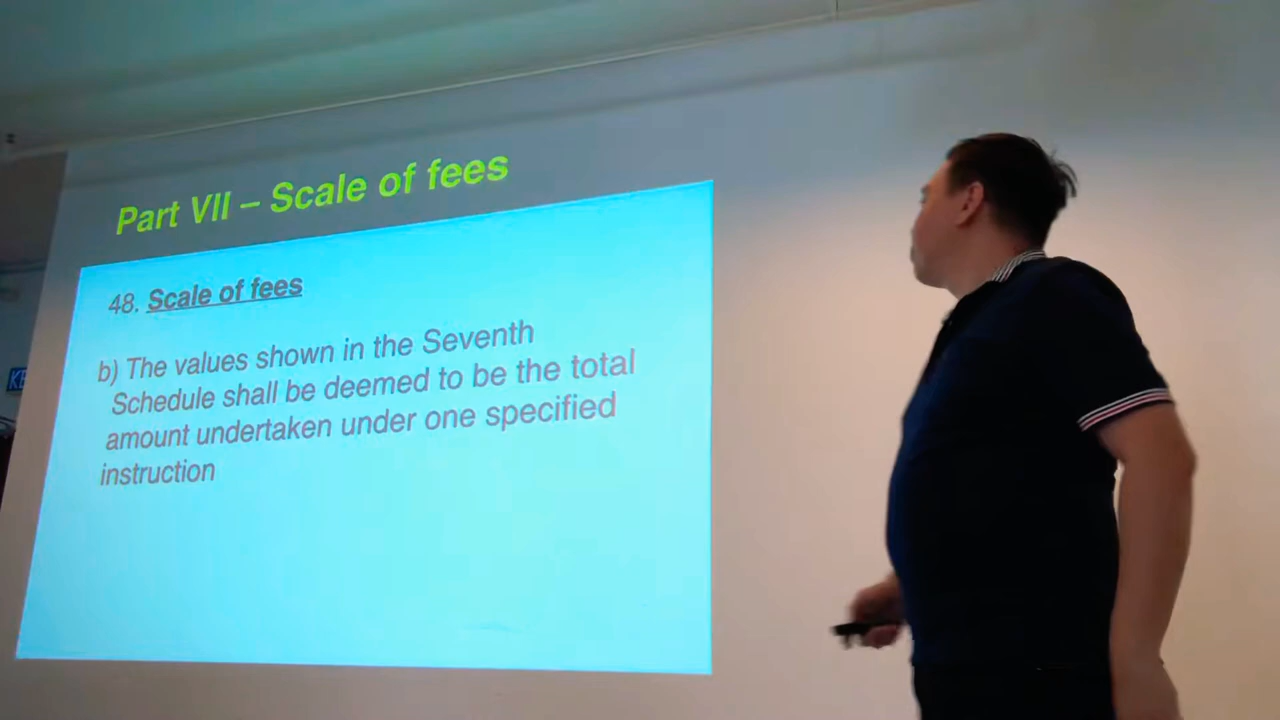 Part VII – Scale of fees
48. Scale of fees
b) The values shown in the Seventh
Schedule shall be deemed to be the total
amount undertaken under one specified
instruction